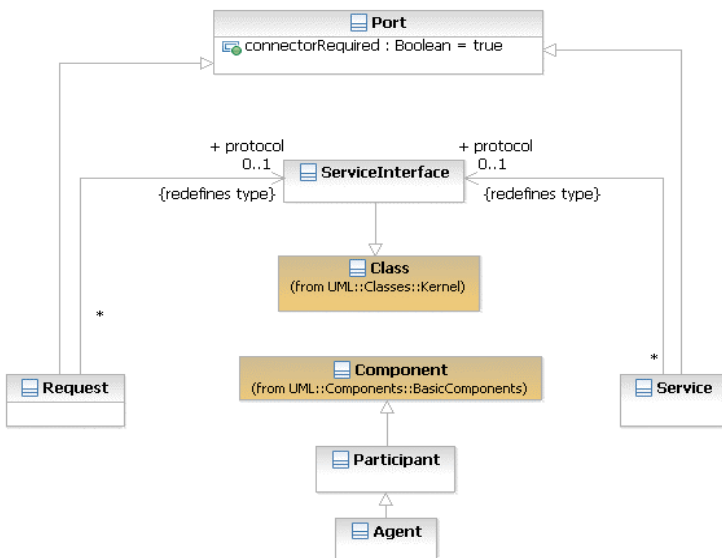 Port
connectorRequired : Boolean = true
+ protocol
0..1
{redefines type}
+ protocol
0..1
{redefines type}
ServiceInterface
Class
(from UML::Classes::Kernel)
*
*
Component
(from UML::Components::BasicComponents)
Request
Service
Participant
Agent